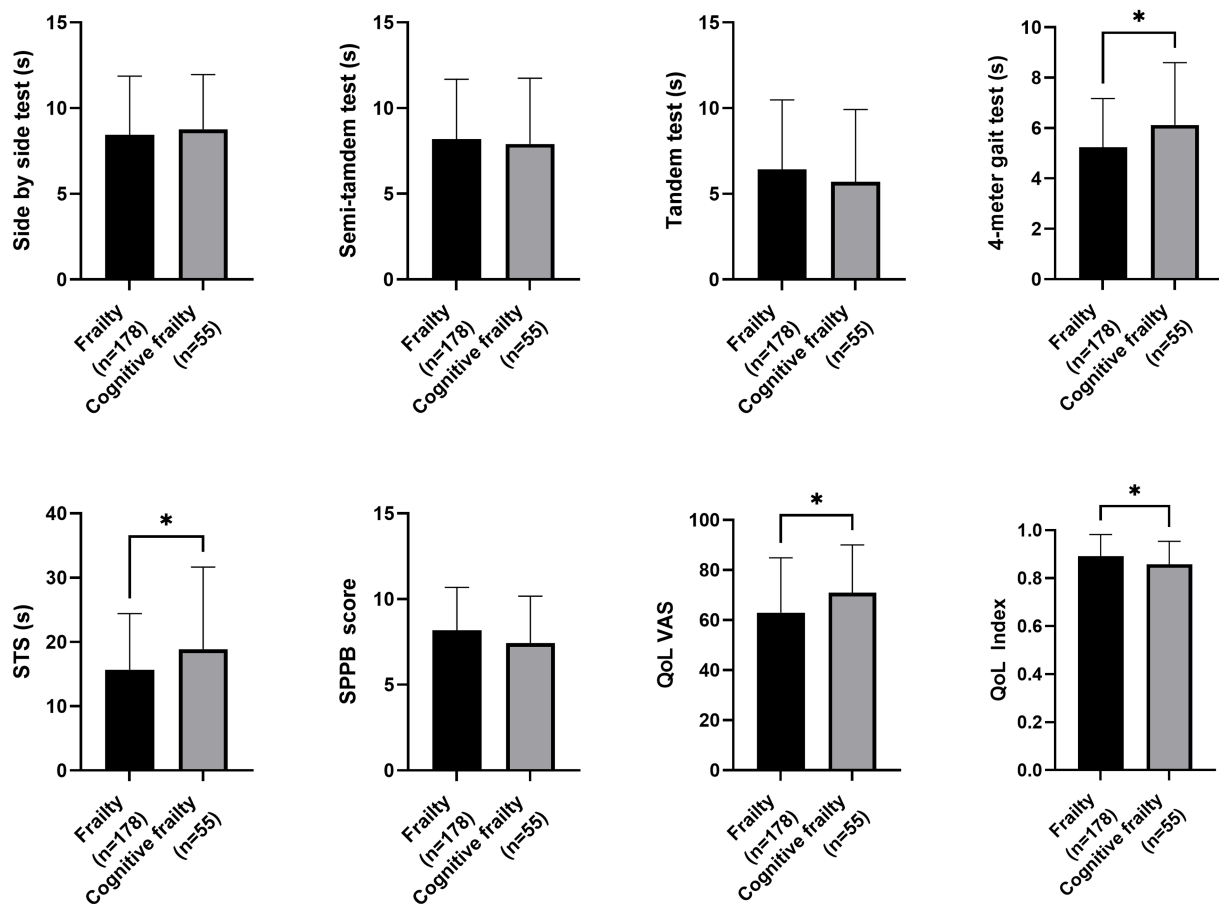 Side by side test (s)
15
10
5
0
Frailty
(n=178)
Cognitive frailty
(n=55)
Semi-tamdem test (s)
15
10
5
0
Frailty
(n=178)
Cognitive frailty
(n=55)
Tandem test (s)
15
10
5
0
Frailty
(n=178)
Cognitive frailty
(n=55)
4-meter gait test (s)
10
8
6
4
2
0
*
Frailty
(n=178)
Cognitive frailty
(n=55)
STS (s)
40
30
20
10
0
*
Frailty
(n=178)
Cognitive frailty
(n=55)
SPPB score
15
10
5
0
Frailty
(n=178)
Cognitive frailty
(n=55)
QoL VAS
100
80
60
40
20
0
*
Frailty
(n=178)
Cognitive frailty
(n=55)
QoL Index
1.0
0.8
0.6
0.4
0.2
0.0
*
Frailty
(n=178)
Cognitive frailty
(n=55)